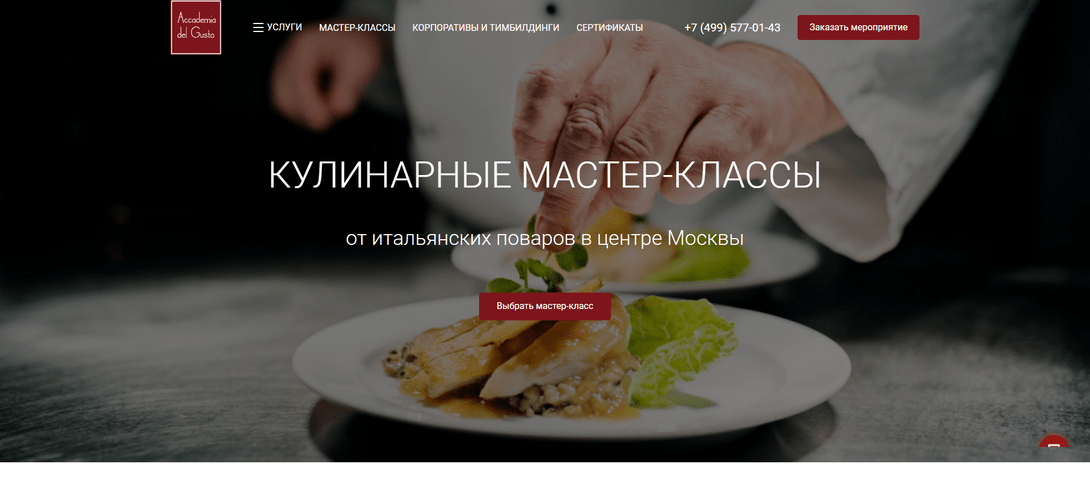 Accademia
del Gusto
УСЛУГИ
МАСТЕР-КЛАССЫ
КОРПОРАТИВЫ И ТИМБИЛДИНГИ
СЕРТИФИКАТЫ
+7 (499) 577-01-43
Заказать мероприятие
КУЛИНАРНЫЕ МАСТЕР-КЛАССЫ
от итальянских поваров в центре Москвы
Выбрать мастер-класс